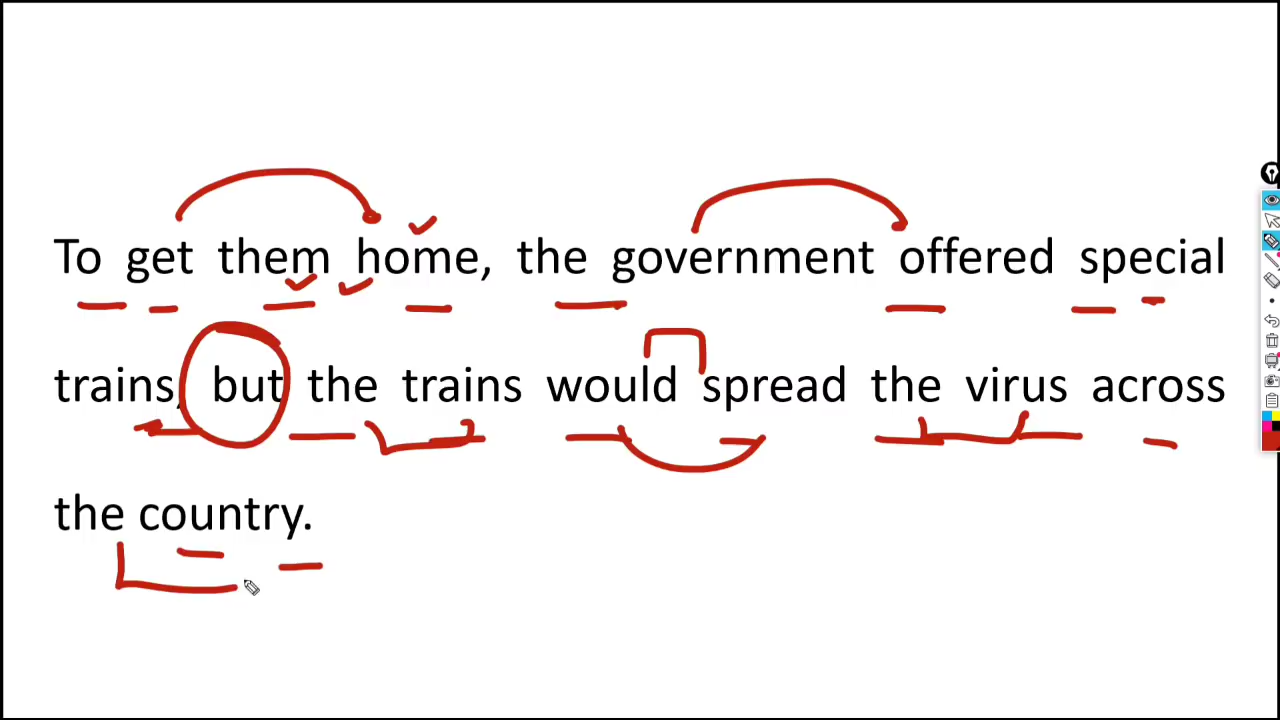 To get them home, the government offered special
trains, but the trains would spread the virus across
the country.